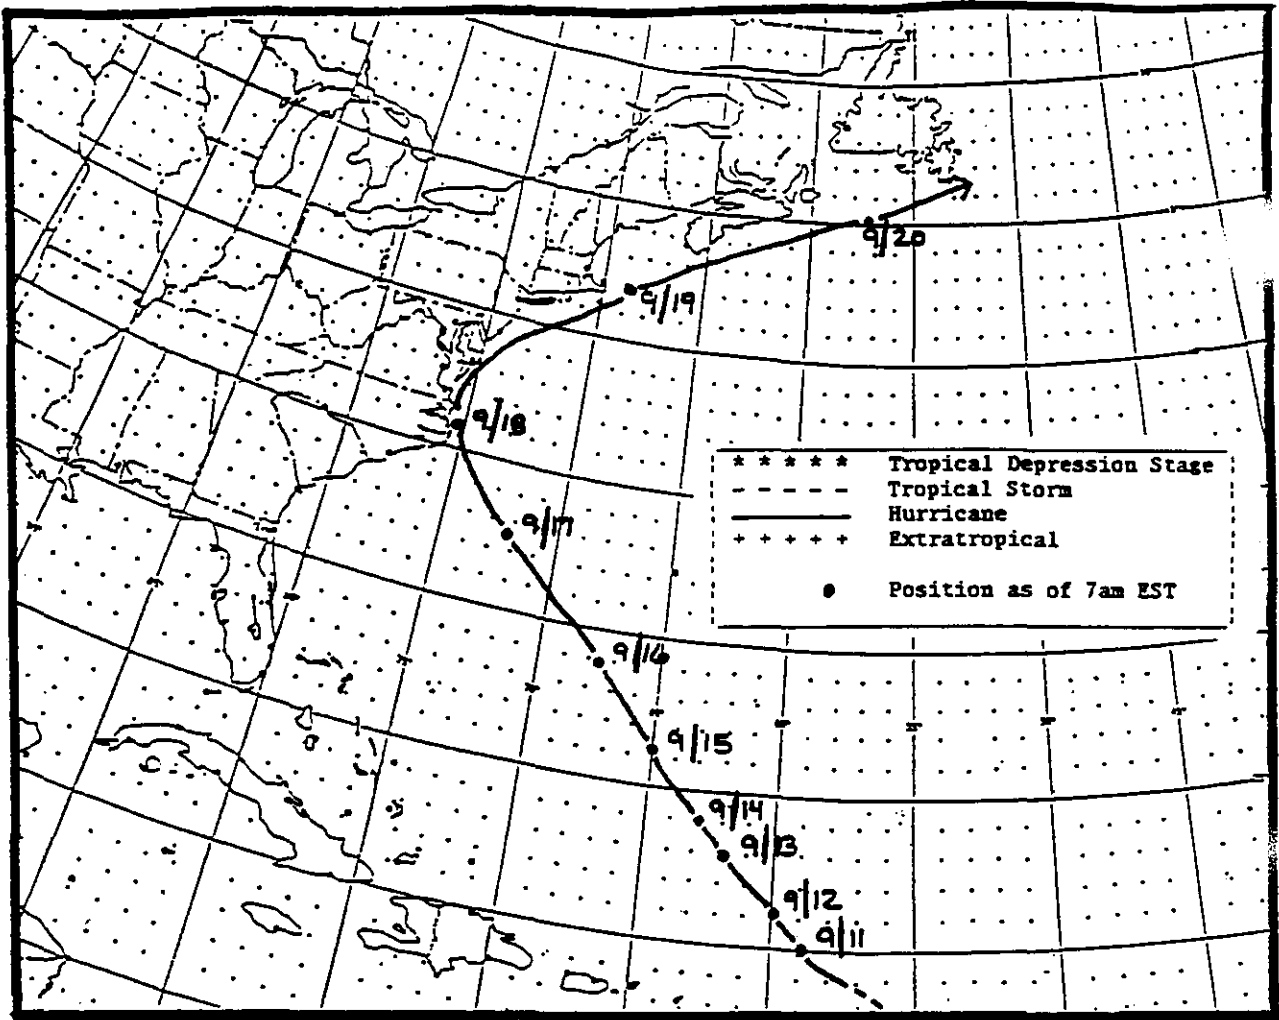 9/20
9/19
9/18
* * * * * Tropical Depression Stage
- - - - - Tropical Storm
Hurricane
+ + + + + Extratropical
Position as of 7am EST
9/17
9/16
9/15
9/14
9/13
9/12
9/11